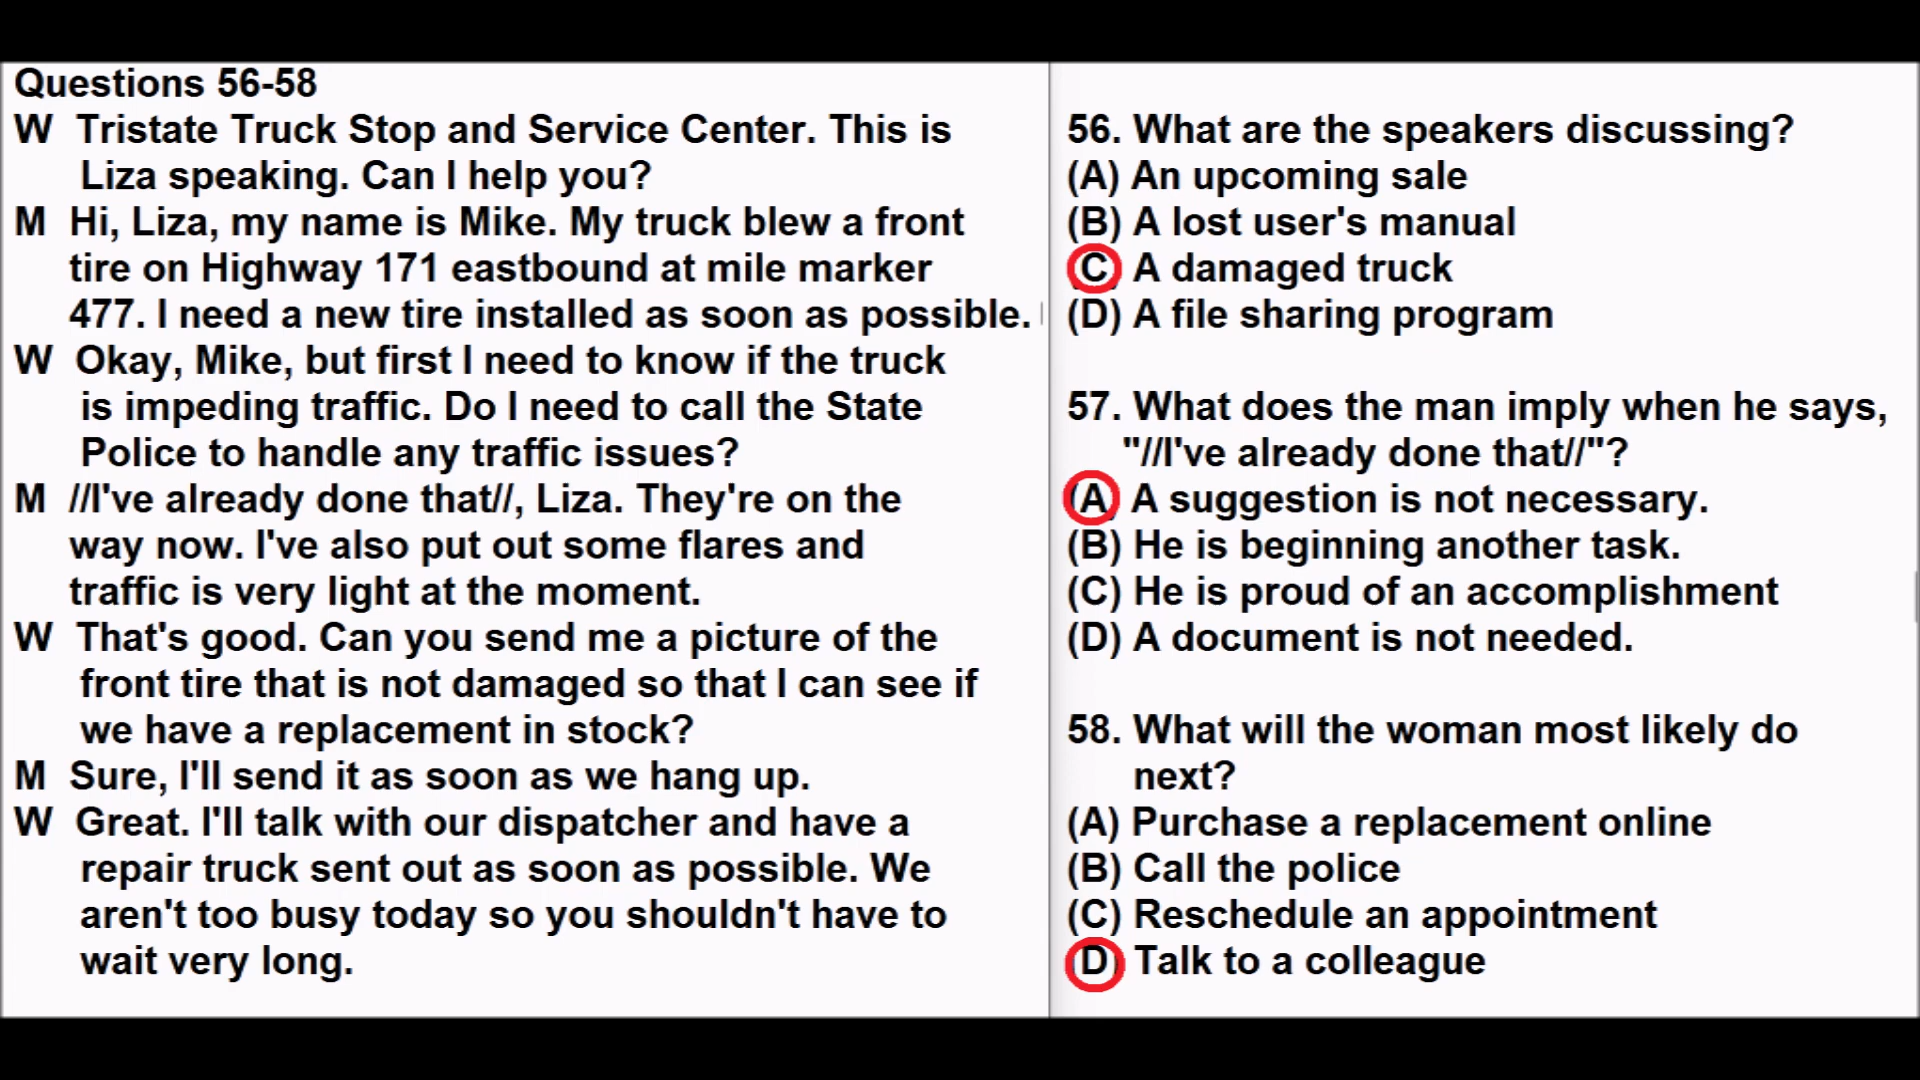 Questions 56-58
W Tristate Truck Stop and Service Center. This is
Liza speaking. Can I help you?
M Hi, Liza, my name is Mike. My truck blew a front
tire on Highway 171 eastbound at mile marker
477. I need a new tire installed as soon as possible.
W Okay, Mike, but first I need to know if the truck
is impeding traffic. Do I need to call the State
Police to handle any traffic issues?
M //I've already done that//, Liza. They're on the
way now. I've also put out some flares and
traffic is very light at the moment.
W That's good. Can you send me a picture of the
front tire that is not damaged so that I can see if
we have a replacement in stock?
M Sure, I'll send it as soon as we hang up.
W Great. I'll talk with our dispatcher and have a
repair truck sent out as soon as possible. We
aren't too busy today so you shouldn't have to
wait very long.
56. What are the speakers discussing?
(A) An upcoming sale
(B) A lost user's manual
(C) A damaged truck
(D) A file sharing program
57. What does the man imply when he says,
"//I've already done that//"?
(A) A suggestion is not necessary.
(B) He is beginning another task.
(C) He is proud of an accomplishment
(D) A document is not needed.
58. What will the woman most likely do
next?
(A) Purchase a replacement online
(B) Call the police
(C) Reschedule an appointment
(D) Talk to a colleague